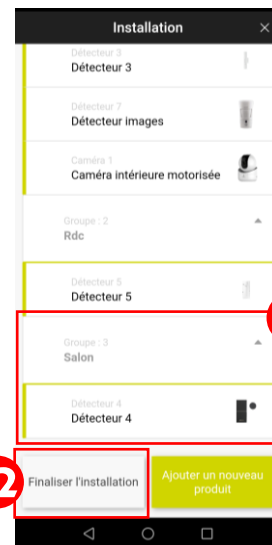 Installation ×
Détecteur 3
Détecteur 3
Détecteur 7
Détecteur images
Caméra 1
Caméra intérieure motorisée
Groupe : 2
Rdc
Détecteur 5
Détecteur 5
Groupe : 3
Salon
Détecteur 4
Détecteur 4
2
Finaliser l'installation
Ajouter un nouveau
produit